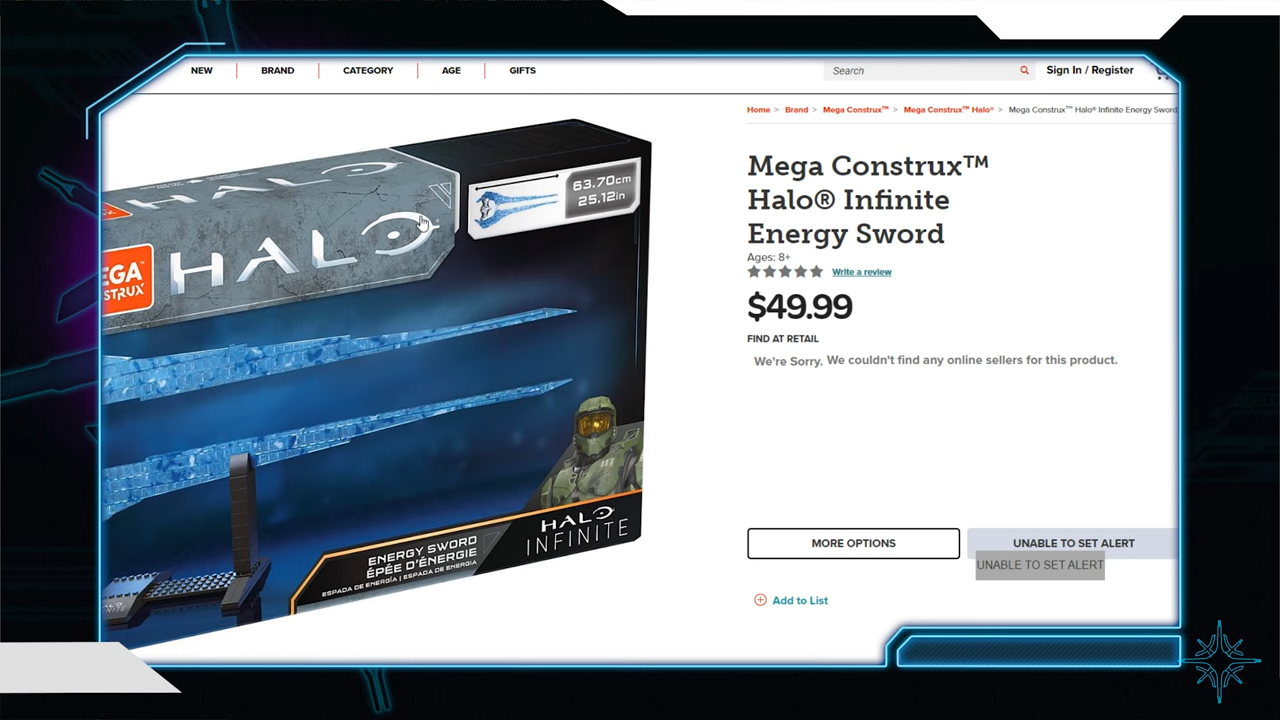 NEW
BRAND
CATEGORY
AGE
GIFTS
Search
Sign In / Register
Home > Brand > Mega Construx™ > Mega Construx™ Halo® > Mega Construx™ Halo® Infinite Energy Sword
HALO
63.70cm
25.12in
HALO
EGA
STRUX
Mega Construx™
Halo® Infinite
Energy Sword
Ages: 8+
Write a review
$49.99
FIND AT RETAIL
We're Sorry. We couldn't find any online sellers for this product.
HALO
INFINITE
ENERGY SWORD
ÉPÉE D'ÉNERGIE
ESPADA DE ENERGÍA | ESPADA DE ENERGIA
HALO
MORE OPTIONS
UNABLE TO SET ALERT
UNABLE TO SET ALERT
Add to List